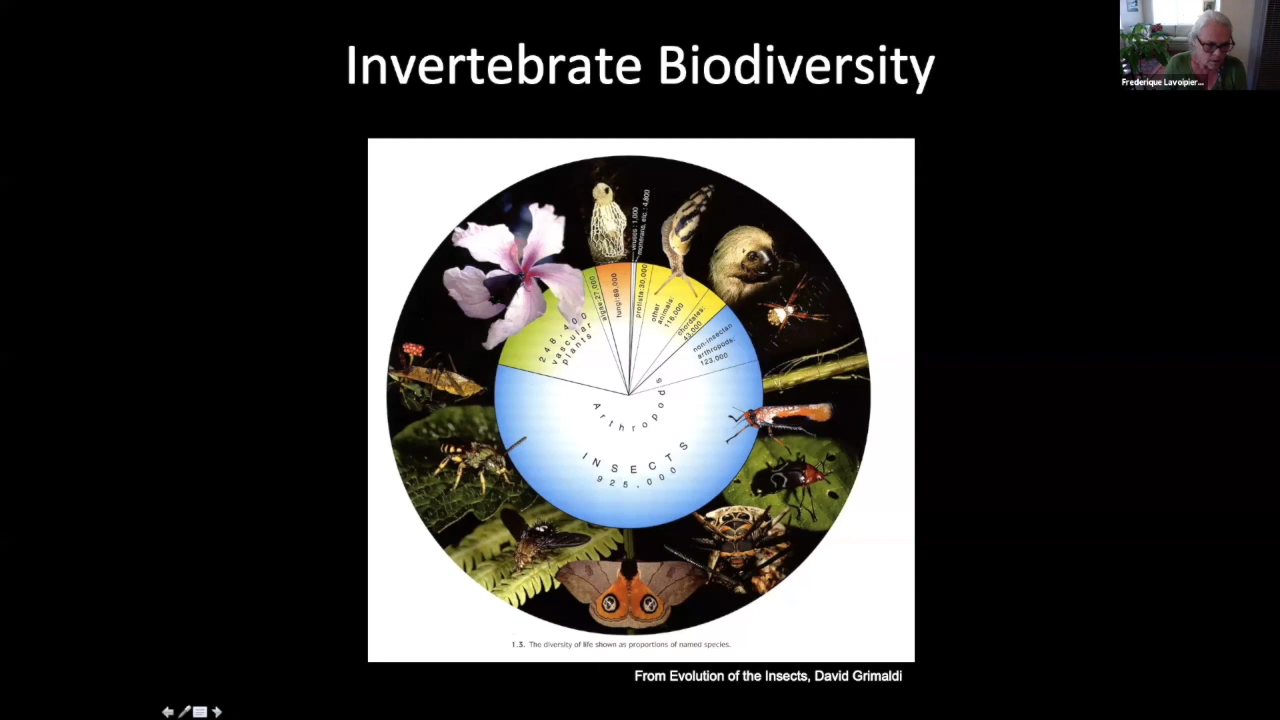 Invertebrate Biodiversity
Frederique Lavoipier...
viruses: 1,000
monerans, etc.: 4,800
algae: 27,000
fungi: 69,000
protista: 30,000
other
animals:
116,000
chordates:
43,000
248,400
vascular
plants
non-insectan
arthropods:
123,000
Arthropods
INSECTS
925,000
1.3. The diversity of life shown as proportions of named species.
From Evolution of the Insects, David Grimaldi